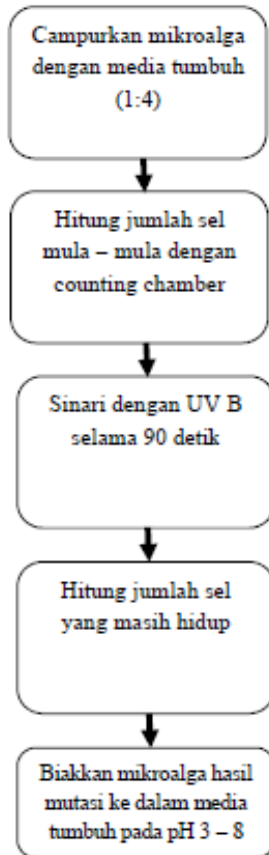 Campurkan mikroalga
dengan media tumbuh
(1:4)
Hitung jumlah sel
mula – mula dengan
counting chamber
Sinari dengan UV B
selama 90 detik
Hitung jumlah sel
yang masih hidup
Biakkan mikroalga hasil
mutasi ke dalam media
tumbuh pada pH 3 – 8